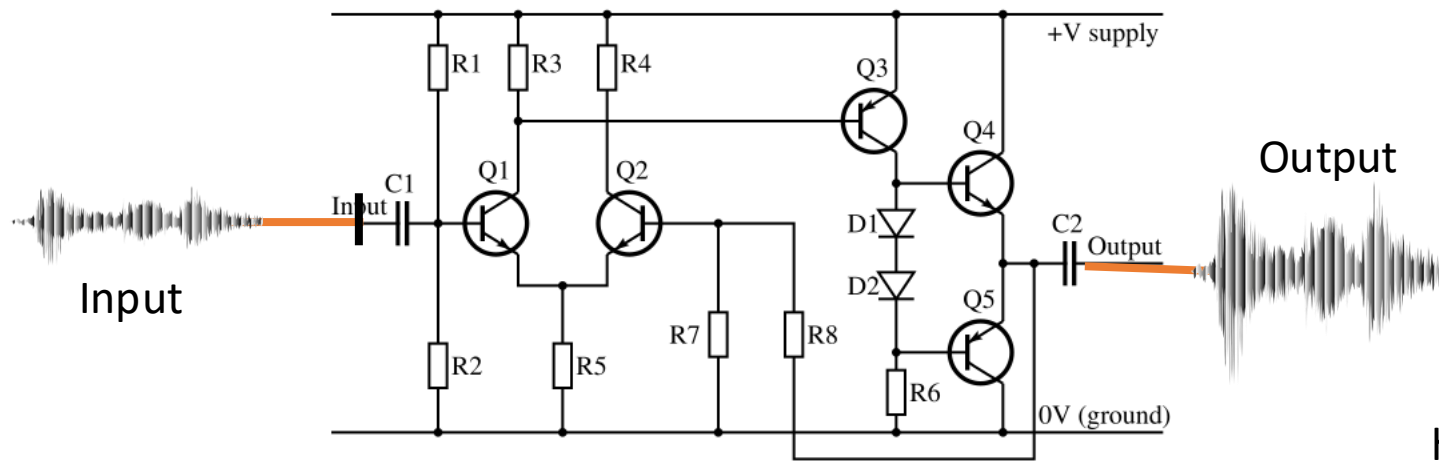 +V supply
R1
R3
R4
Q3
Q4
Output
Input
C1
Q1
Q2
D1
C2
Output
D2
Input
Q5
R7
R8
R2
R5
R6
0V (ground)